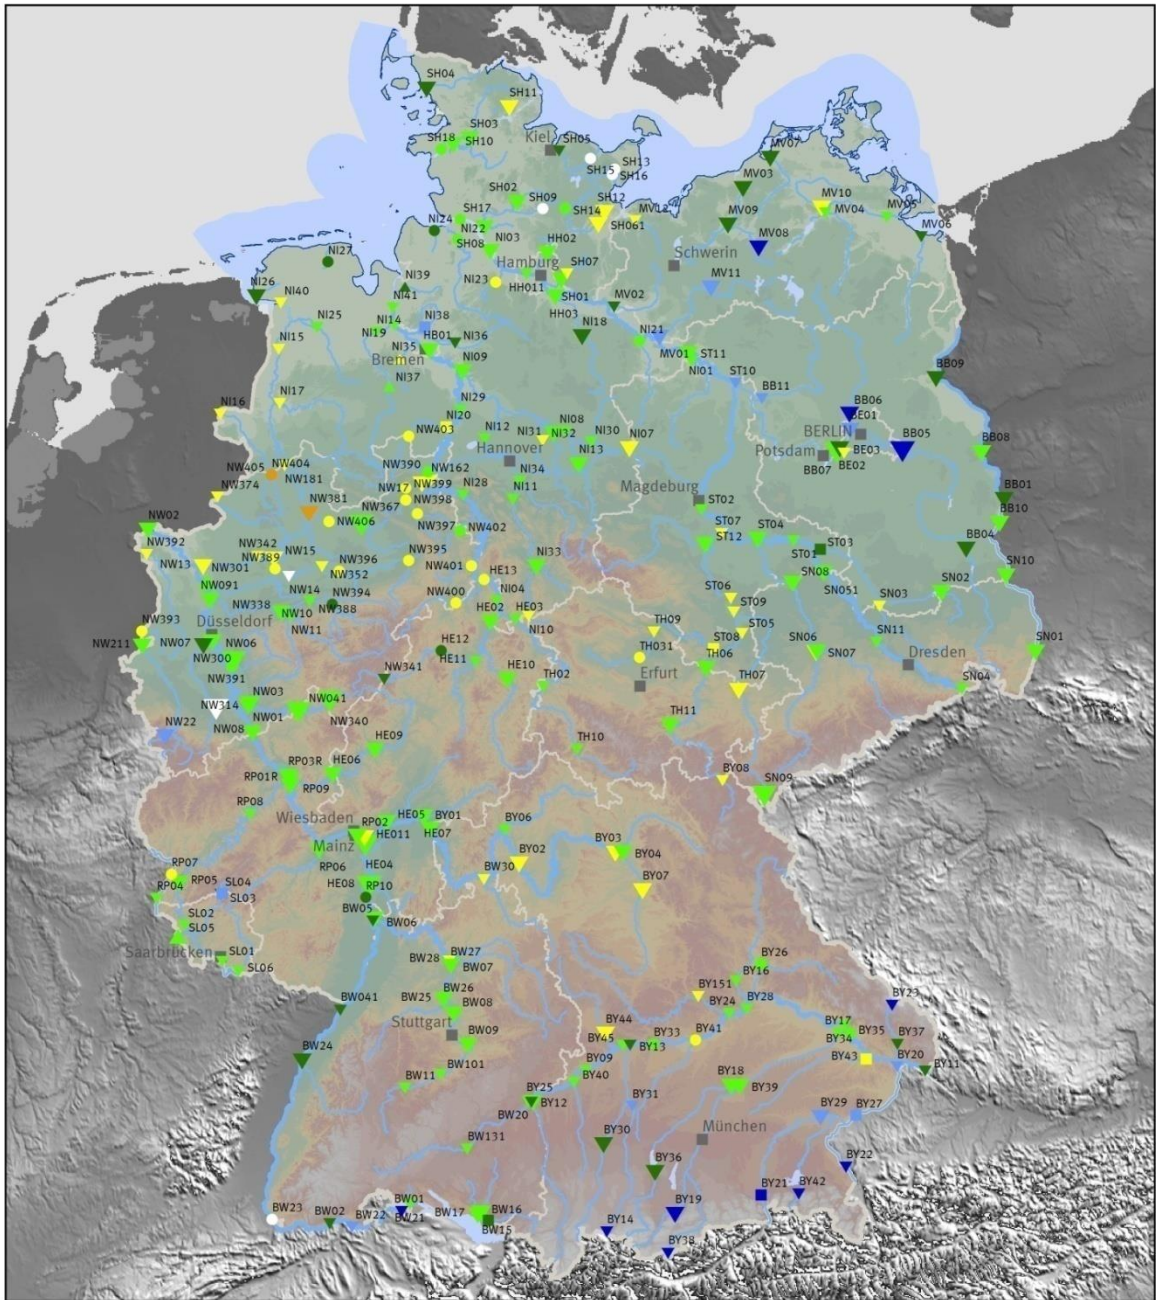 SH04
SH11
SH03
SH18
SH10
Kiel
SH05
SH13
SH15
SH16
MV07
MV03
SH02
SH09
SH12
SH14
MV12
MV10
MV04
MV05
SH17
NI24
NI22
SH061
MV09
MV06
SH08
NI03
HH02
MV08
NI27
Hamburg
SH07
Schwerin
NI39
NI23
HH011
SH01
MV11
NI26
NI40
NI41
MV02
HH03
NI25
NI14
NI38
NI18
NI19
HB01
NI36
NI21
NI15
NI35
MV01
ST11
Bremen
NI09
NI01
ST10
BB09
NI37
BB11
NI17
NI29
BB06
NI16
NI20
BE01
NW403
NI12
NI08
NI31
NI32
NI30
NI07
BERLIN
BB05
Hannover
Potsdam
BE03
BB08
NW405
NW404
NW390
NW162
NI13
BB07
BE02
NW181
NI34
NW374
NW17
NW399
NI28
NI11
Magdeburg
BB01
NW381
NW367
NW398
ST02
NW02
NW406
NW397
NW402
ST07
ST04
BB10
NW392
NW342
NW15
ST12
BB04
NW13
NW301
NW389
NW396
NW395
NI33
ST01
ST03
NW352
NW401
HE13
SN08
SN10
NW091
NW14
NW394
NI04
ST06
SN051
SN02
NW338
NW388
NW400
HE02
HE03
ST09
SN03
NW393
Düsseldorf
NW10
NW11
NI10
TH09
ST05
NW211
NW07
NW06
HE12
ST08
SN06
SN11
SN01
NW300
HE11
TH031
TH06
SN07
Dresden
NW391
NW341
HE10
TH02
Erfurt
TH07
SN04
NW03
NW041
NW314
NW22
NW01
NW340
TH11
NW08
HE09
TH10
RP03R
HE06
RP01R
BY08
SN09
RP09
RP08
Wiesbaden
RP02
HE05
BY01
BY06
HE011
HE07
Mainz
BY03
RP07
RP06
HE04
BW30
BY02
BY04
RP05
SL04
HE08
RP10
BY07
RP04
SL03
SL02
BW05
BW06
SL05
Saarbrücken
SL01
BW27
BW28
BY26
SL06
BW07
BY16
BW041
BW25
BW26
BY151
BY23
BW08
BY24
BY28
Stuttgart
BY44
BY17
BW24
BW09
BY45
BY33
BY41
BY35
BY37
BY13
BY34
BY09
BY43
BY20
BW11
BW101
BY40
BY18
BY11
BY25
BY39
BW20
BY12
BY31
BY29
BY27
BW131
BY30
München
BY36
BY22
BW01
BY21
BY42
BW23
BW02
BW22
BW21
BW17
BW16
BY19
BW15
BY14
BY38